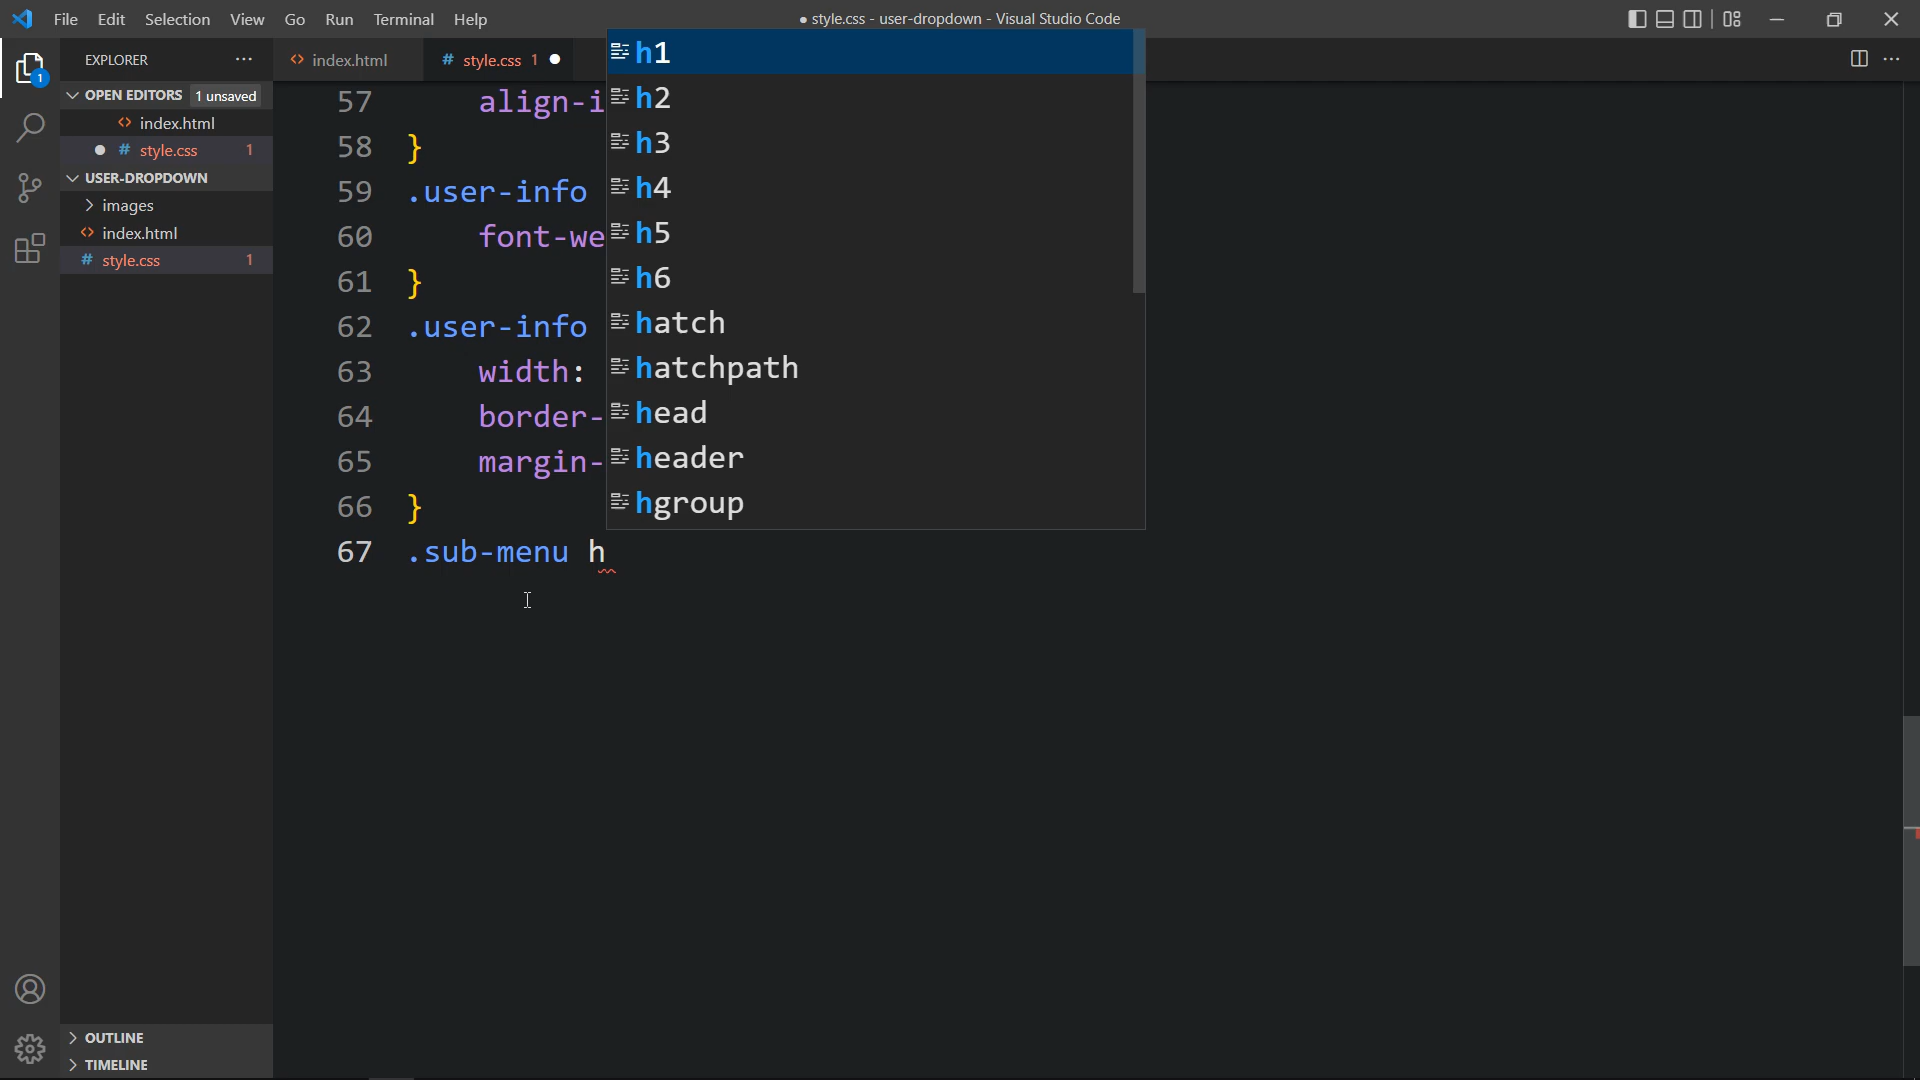 File Edit Selection View Go Run Terminal Help
● style.css - user-dropdown - Visual Studio Code
EXPLORER ···
OPEN EDITORS 1 unsaved
<> index.html
● # style.css 1
USER-DROPDOWN
> images
<> index.html
# style.css 1
OUTLINE
TIMELINE
1
<> index.html
# style.css 1 ●
57 align-i
58 }
59 .user-info
60 font-we
61 }
62 .user-info
63 width:
64 border-
65 margin-
66 }
67 .sub-menu h
h1
h2
h3
h4
h5
h6
hatch
hatchpath
head
header
hgroup